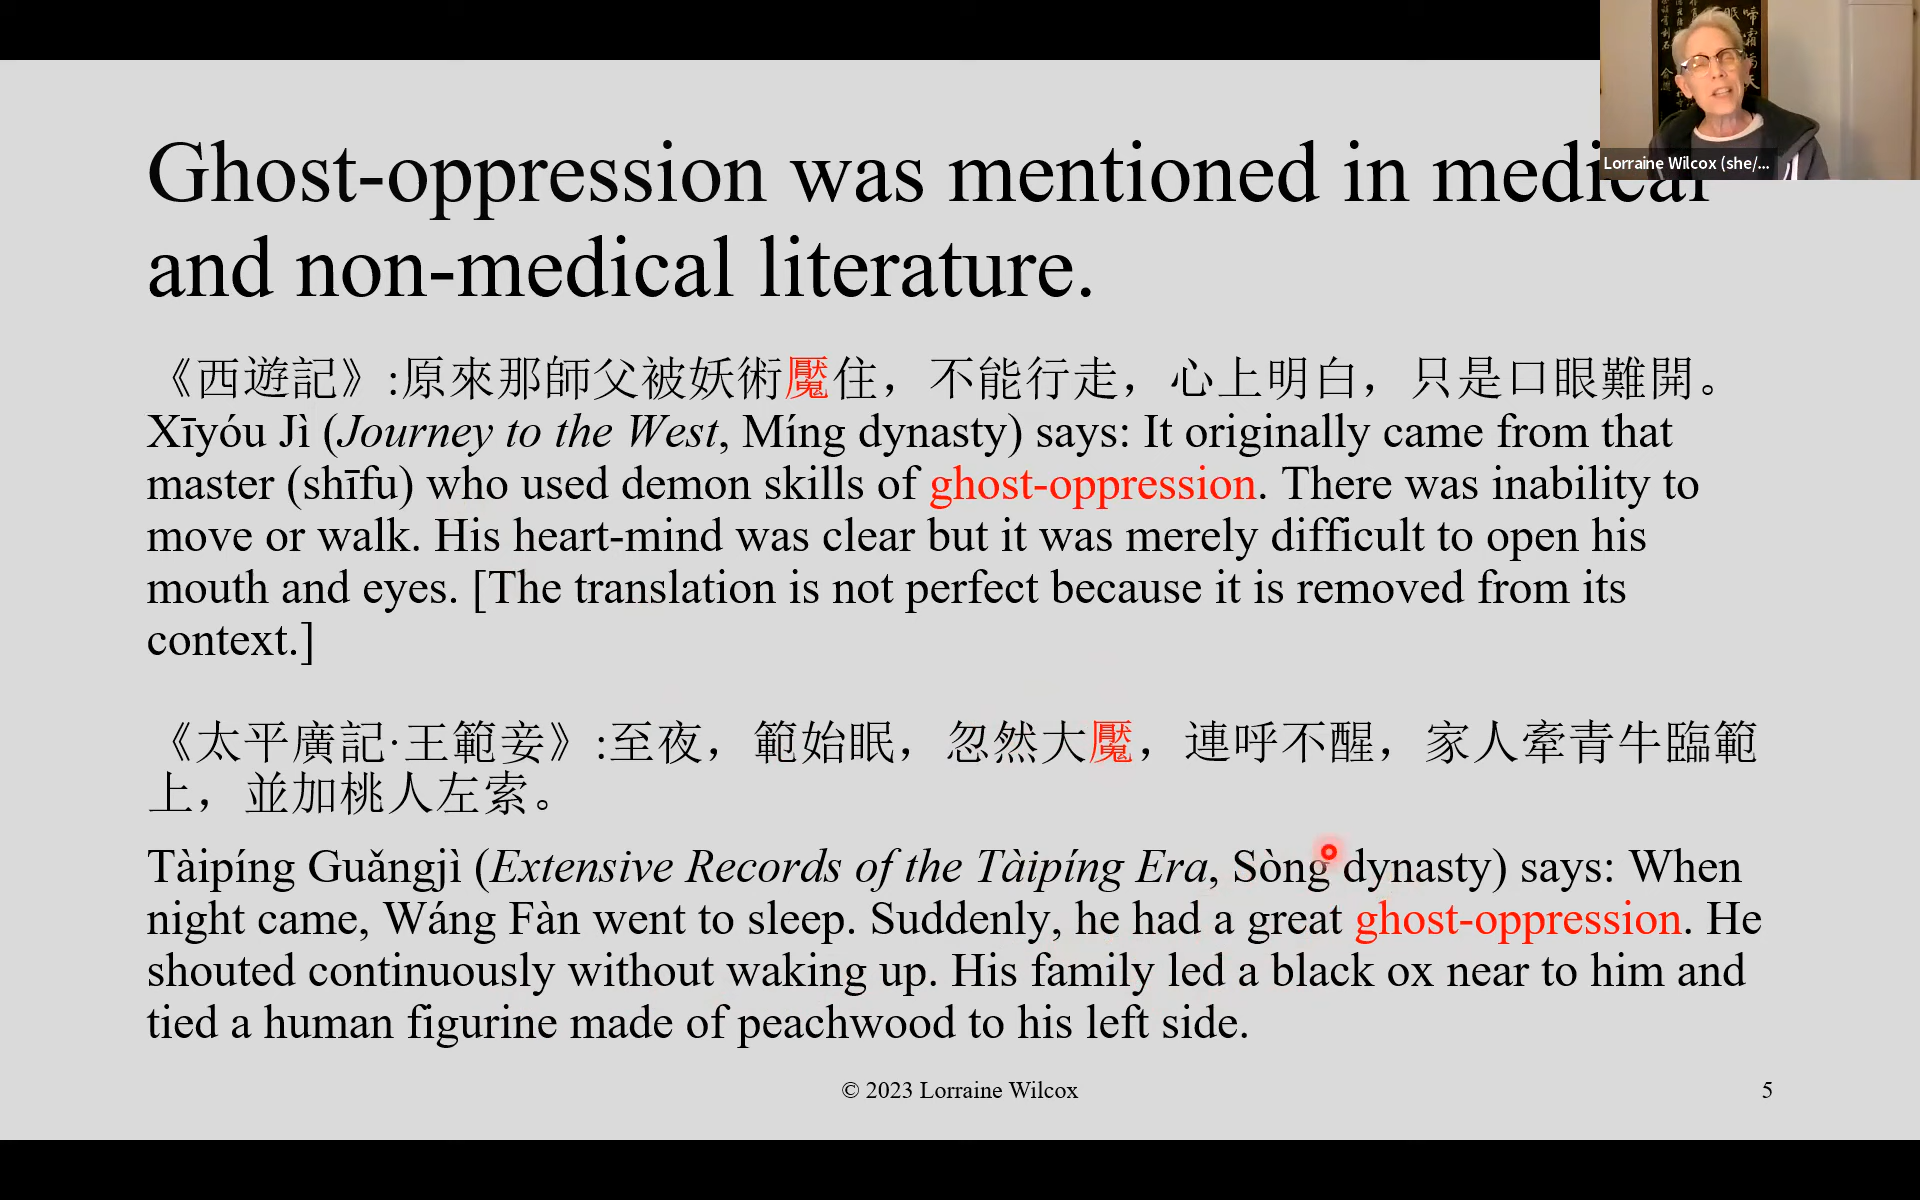 Ghost-oppression was mentioned in medical
and non-medical literature.
《西遊記》:原來那師父被妖術魘住，不能行走，心上明白，只是口眼難開。
Xīyóu Jì (Journey to the West, Míng dynasty) says: It originally came from that
master (shīfu) who used demon skills of ghost-oppression. There was inability to
move or walk. His heart-mind was clear but it was merely difficult to open his
mouth and eyes. [The translation is not perfect because it is removed from its
context.]
《太平廣記·王範妾》:至夜，範始眠，忽然大魘，連呼不醒，家人牽青牛臨範
上，並加桃人左索。
Tàipíng Guǎngjì (Extensive Records of the Tàipíng Era, Sòng dynasty) says: When
night came, Wáng Fàn went to sleep. Suddenly, he had a great ghost-oppression. He
shouted continuously without waking up. His family led a black ox near to him and
tied a human figurine made of peachwood to his left side.
© 2023 Lorraine Wilcox
5
Lorraine Wilcox (she/...